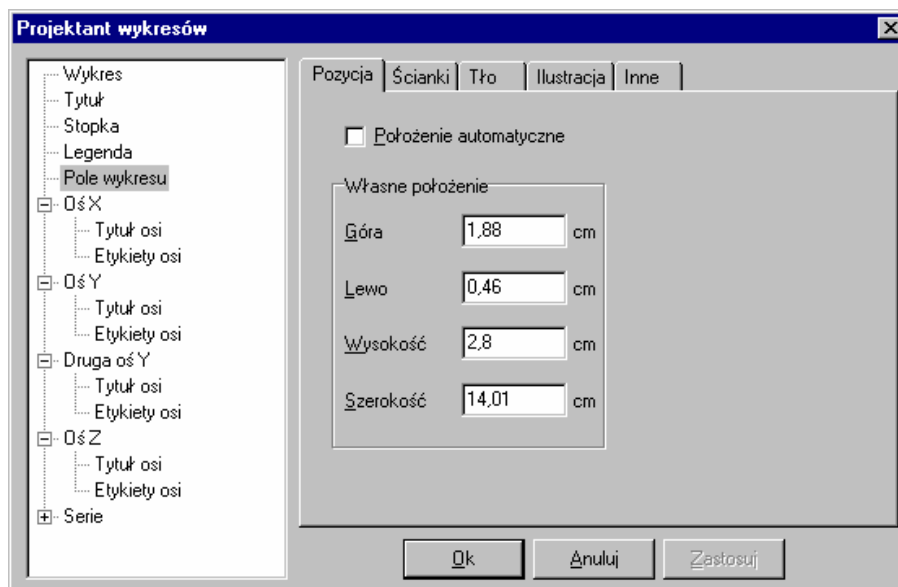 Projektant wykresów
Wykres
Tytuł
Stopka
Legenda
Pole wykresu
Oś X
Tytuł osi
Etykiety osi
Oś Y
Tytuł osi
Etykiety osi
Druga oś Y
Tytuł osi
Etykiety osi
Oś Z
Tytuł osi
Etykiety osi
Serie
Pozycja Ścianki Tło Ilustracja Inne
Położenie automatyczne
Własne położenie
Góra 1,88 cm
Lewo 0,46 cm
Wysokość 2,8 cm
Szerokość 14,01 cm
Ok Anuluj Zastosuj